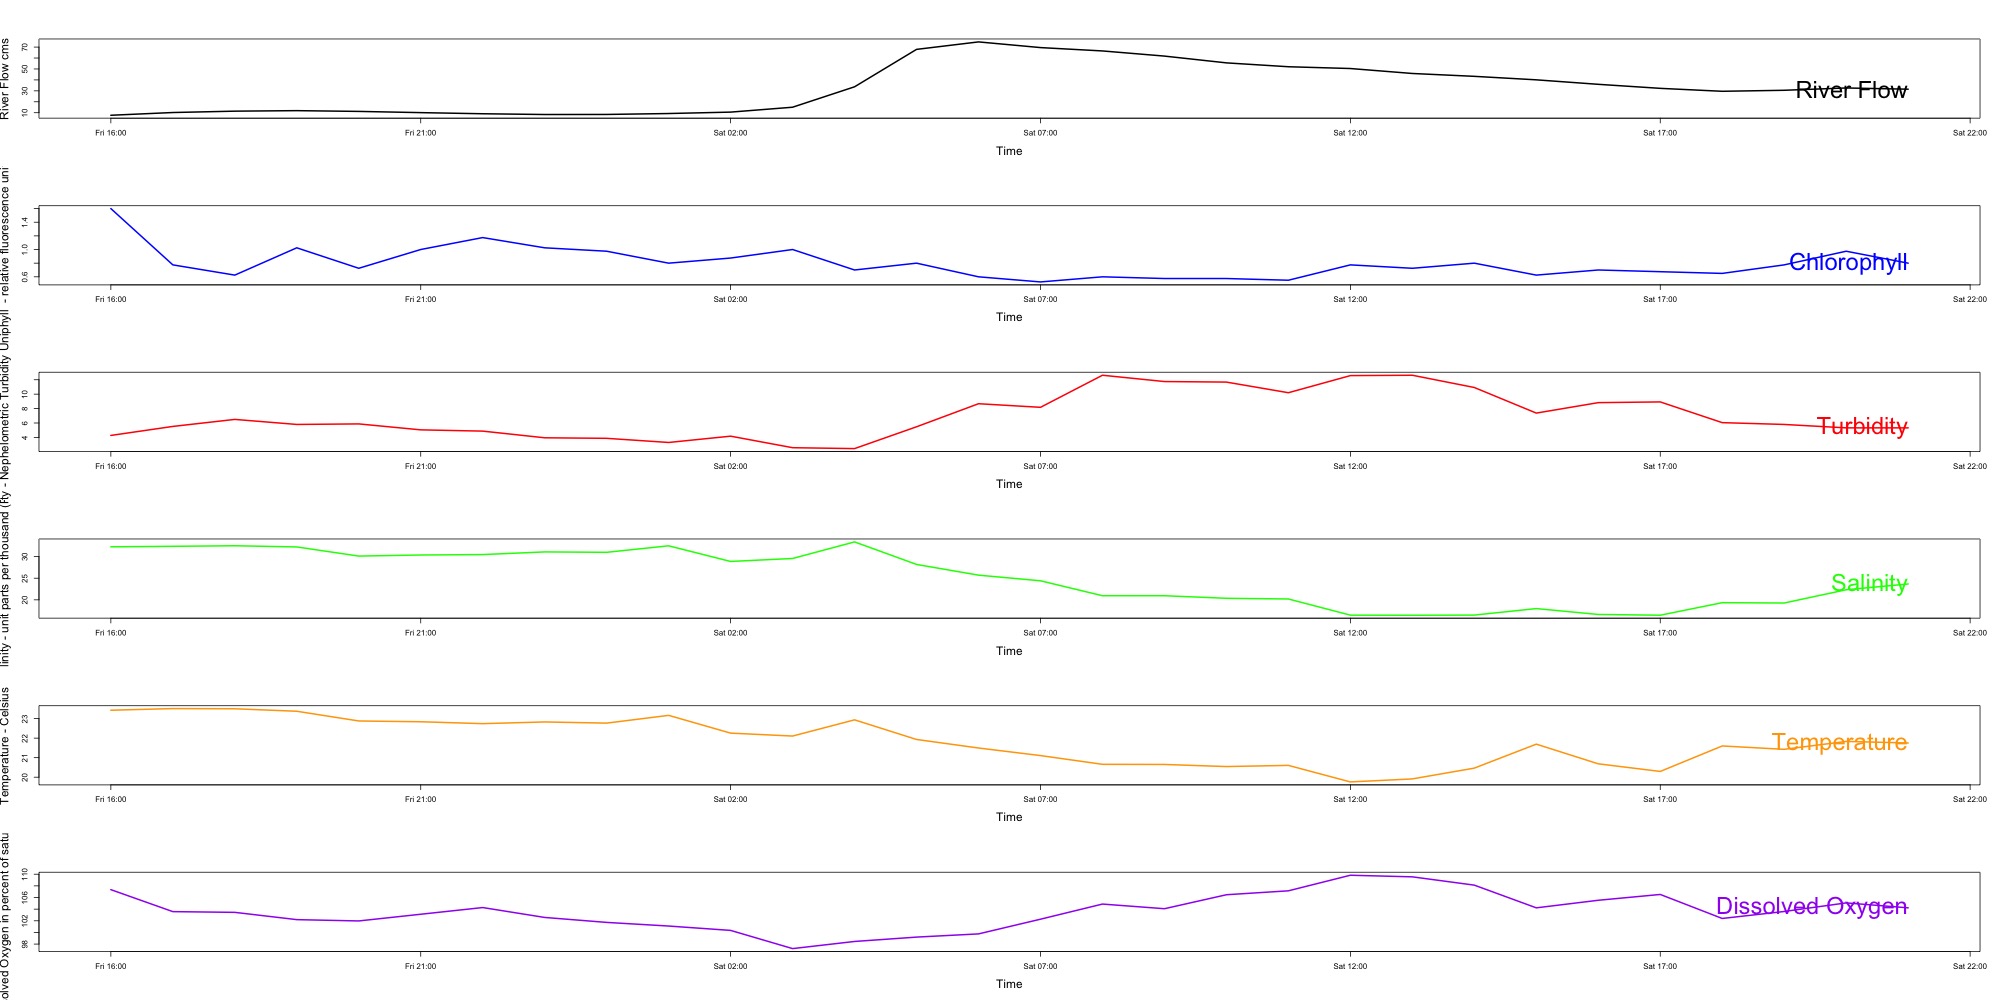 River Flow cms
70
50
30
10
River Flow
Fri 16:00 Fri 21:00 Sat 02:00 Sat 07:00 Sat 12:00 Sat 17:00 Sat 22:00
Time
- relative fluorescence uni
1.4
1.0
0.6
Chlorophyll
Fri 16:00 Fri 21:00 Sat 02:00 Sat 07:00 Sat 12:00 Sat 17:00 Sat 22:00
Time
- Nephelometric Turbidity
10
8
6
4
Turbidity
Fri 16:00 Fri 21:00 Sat 02:00 Sat 07:00 Sat 12:00 Sat 17:00 Sat 22:00
Time
linity - unit parts per thousand
30
25
20
Salinity
Fri 16:00 Fri 21:00 Sat 02:00 Sat 07:00 Sat 12:00 Sat 17:00 Sat 22:00
Time
Temperature - Celsius
23
22
21
20
Temperature
Fri 16:00 Fri 21:00 Sat 02:00 Sat 07:00 Sat 12:00 Sat 17:00 Sat 22:00
Time
olved Oxygen in percent of satu
110
106
102
98
Dissolved Oxygen
Fri 16:00 Fri 21:00 Sat 02:00 Sat 07:00 Sat 12:00 Sat 17:00 Sat 22:00
Time